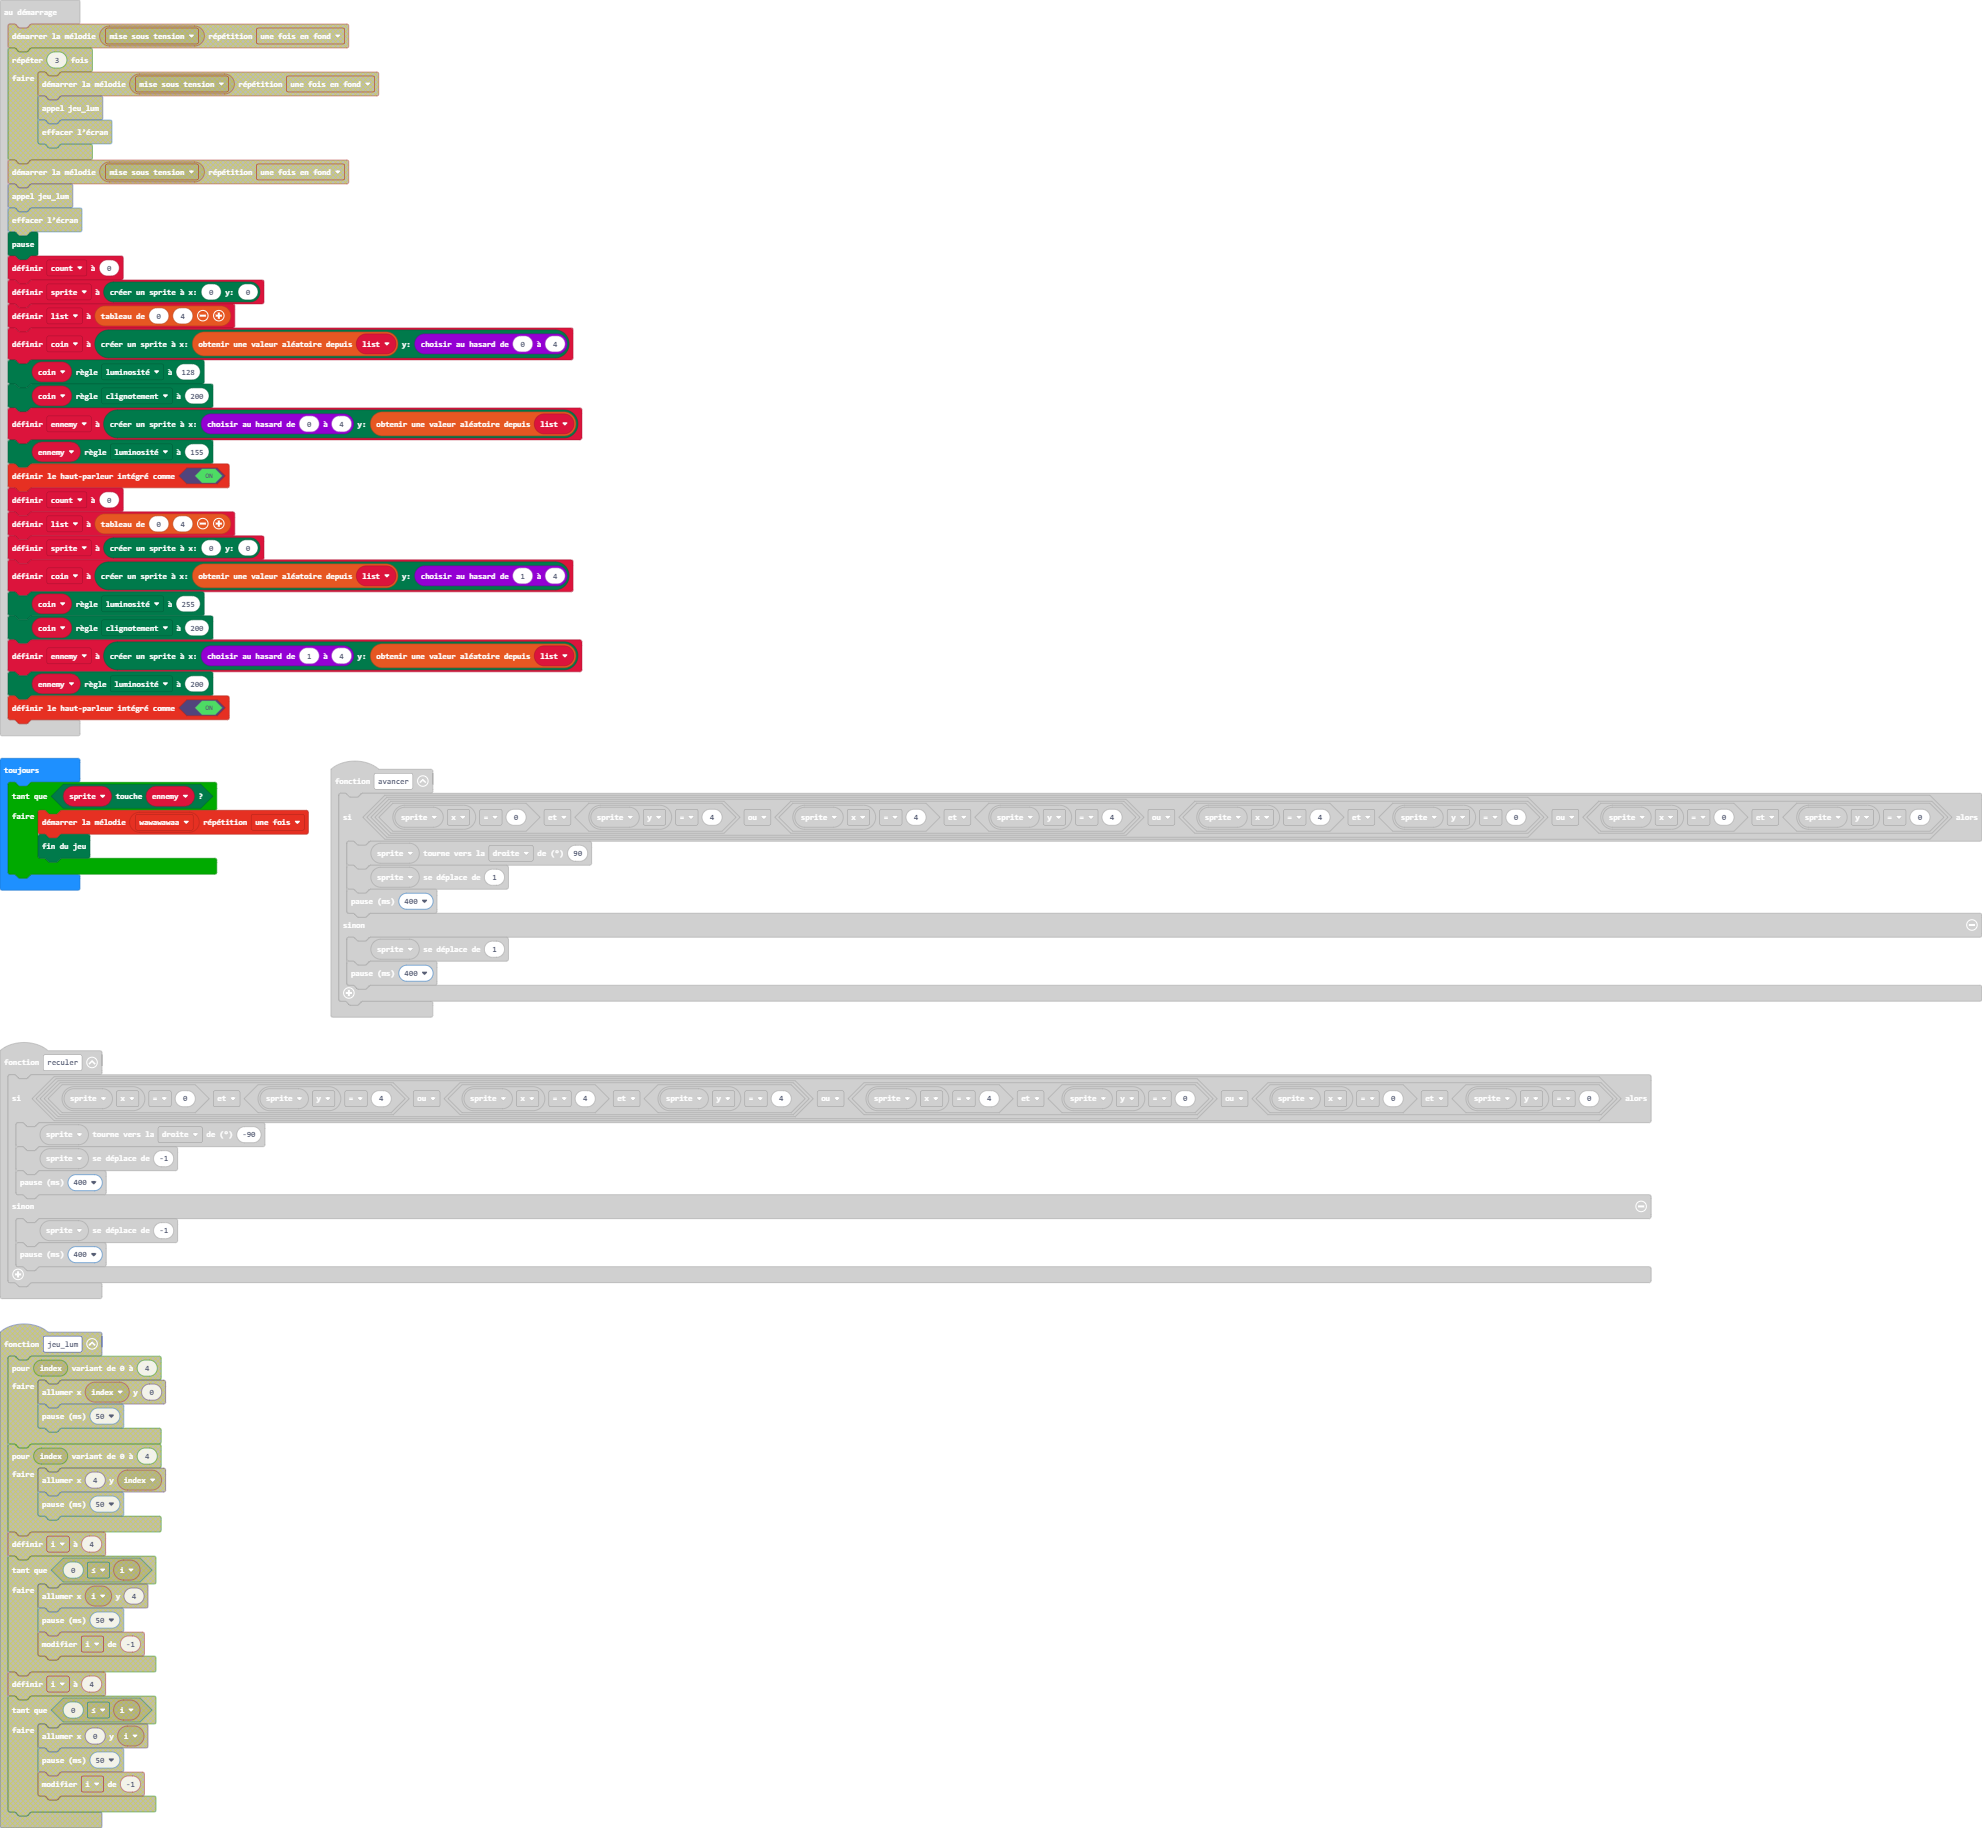 au démarrage
démarrer la mélodie mise sous tension répétition une fois en fond
répéter 3 fois
faire démarrer la mélodie mise sous tension répétition une fois en fond
appel jeu_lum
effacer l'écran
démarrer la mélodie mise sous tension répétition une fois en fond
appel jeu_lum
effacer l'écran
pause
définir count à 0
définir sprite à créer un sprite à x: 0 y: 0
définir list à tableau de 0 4
définir coin à créer un sprite à x: obtenir une valeur aléatoire depuis list y: choisir au hasard de 0 à 4
coin règle luminosité à 128
coin règle clignotement à 200
définir ennemy à créer un sprite à x: choisir au hasard de 0 à 4 y: obtenir une valeur aléatoire depuis list
ennemy règle luminosité à 155
définir le haut-parleur intégré comme ON
définir count à 0
définir list à tableau de 0 4
définir sprite à créer un sprite à x: 0 y: 0
définir coin à créer un sprite à x: obtenir une valeur aléatoire depuis list y: choisir au hasard de 1 à 4
coin règle luminosité à 255
coin règle clignotement à 200
définir ennemy à créer un sprite à x: choisir au hasard de 1 à 4 y: obtenir une valeur aléatoire depuis list
ennemy règle luminosité à 200
définir le haut-parleur intégré comme ON
toujours
tant que sprite touche ennemy ?
faire démarrer la mélodie wawawawaa répétition une fois
fin du jeu
fonction avancer
si sprite x = 0 et sprite y = 4 ou sprite x = 4 et sprite y = 4 ou sprite x = 4 et sprite y = 0 ou sprite x = 0 et sprite y = 0 alors
sprite tourne vers la droite de (°) 90
sprite se déplace de 1
pause (ms) 400
sinon
sprite se déplace de 1
pause (ms) 400
fonction reculer
si sprite x = 0 et sprite y = 4 ou sprite x = 4 et sprite y = 4 ou sprite x = 4 et sprite y = 0 ou sprite x = 0 et sprite y = 0 alors
sprite tourne vers la droite de (°) -90
sprite se déplace de -1
pause (ms) 400
sinon
sprite se déplace de -1
pause (ms) 400
fonction jeu_lum
pour index variant de 0 à 4
faire allumer x index y 0
pause (ms) 50
pour index variant de 0 à 4
faire allumer x 4 y index
pause (ms) 50
définir i à 4
tant que 0 ≤ i
faire allumer x i y 4
pause (ms) 50
modifier i de -1
définir i à 4
tant que 0 ≤ i
faire allumer x 0 y i
pause (ms) 50
modifier i de -1